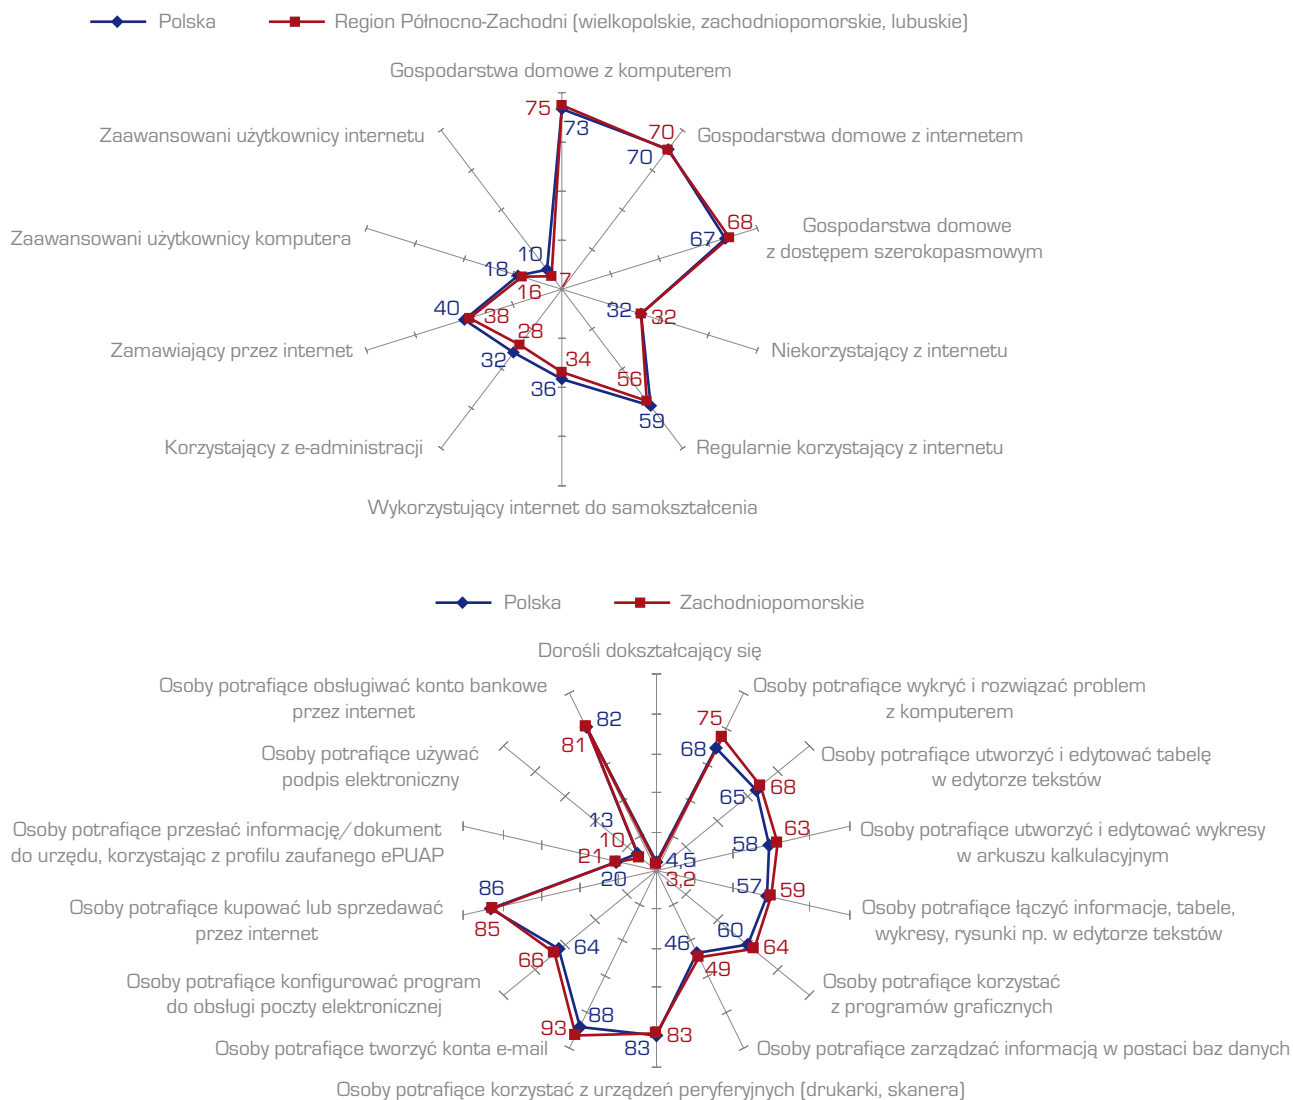 Polska
Region Północno-Zachodni (wielkopolskie, zachodniopomorskie, lubuskie)
Gospodarstwa domowe z komputerem
75
73
Zaawansowani użytkownicy internetu
70
Gospodarstwa domowe z internetem
70
Zaawansowani użytkownicy komputera
68
67
Gospodarstwa domowe
z dostępem szerokopasmowym
10
18
7
16
40
38
32
32
28
34
Zamawiający przez internet
Niekorzystający z internetu
32
36
56
59
Korzystający z e-administracji
Regularnie korzystający z internetu
Wykorzystujący internet do samokształcenia
Polska
Zachodniopomorskie
Dorośli dokształcający się
Osoby potrafiące obsługiwać konto bankowe
przez internet
82
81
75
68
Osoby potrafiące wykryć i rozwiązać problem
z komputerem
Osoby potrafiące używać
podpis elektroniczny
65
68
Osoby potrafiące utworzyć i edytować tabelę
w edytorze tekstów
Osoby potrafiące przesłać informację/dokument
do urzędu, korzystając z profilu zaufanego ePUAP
13
10
21
20
4,5
3,2
58
63
Osoby potrafiące utworzyć i edytować wykresy
w arkuszu kalkulacyjnym
86
85
57
59
Osoby potrafiące kupować lub sprzedawać
przez internet
Osoby potrafiące łączyć informacje, tabele,
wykresy, rysunki np. w edytorze tekstów
64
66
46
49
60
64
Osoby potrafiące konfigurować program
do obsługi poczty elektronicznej
Osoby potrafiące korzystać
z programów graficznych
93
88
83
83
Osoby potrafiące tworzyć konta e-mail
Osoby potrafiące zarządzać informacją w postaci baz danych
Osoby potrafiące korzystać z urządzeń peryferyjnych (drukarki, skanera)